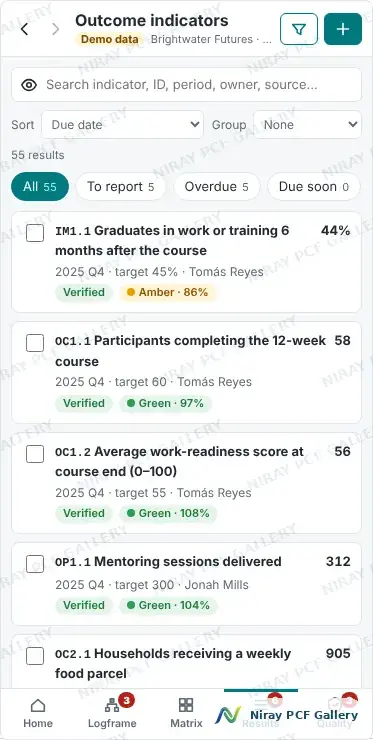 Outcome indicators
Demo data Brightwater Futures · ...
Search indicator, ID, period, owner, source...
Sort Due date Group None
55 results
All 55 To report 5 Overdue 5 Due soon 0
IM1.1 Graduates in work or training 6 44%
months after the course
2025 Q4 · target 45% · Tomás Reyes
Verified Amber · 86%
OC1.1 Participants completing the 12-week 58
course
2025 Q4 · target 60 · Tomás Reyes
Verified Green · 97%
OC1.2 Average work-readiness score at 56
course end (0–100)
2025 Q4 · target 55 · Tomás Reyes
Verified Green · 108%
OP1.1 Mentoring sessions delivered 312
2025 Q4 · target 300 · Jonah Mills
Verified Green · 104%
OC2.1 Households receiving a weekly 905
food parcel
3
Home Logframe Matrix Results Quality
Niray PCF Gallery
NIRAY PCF GALLERY